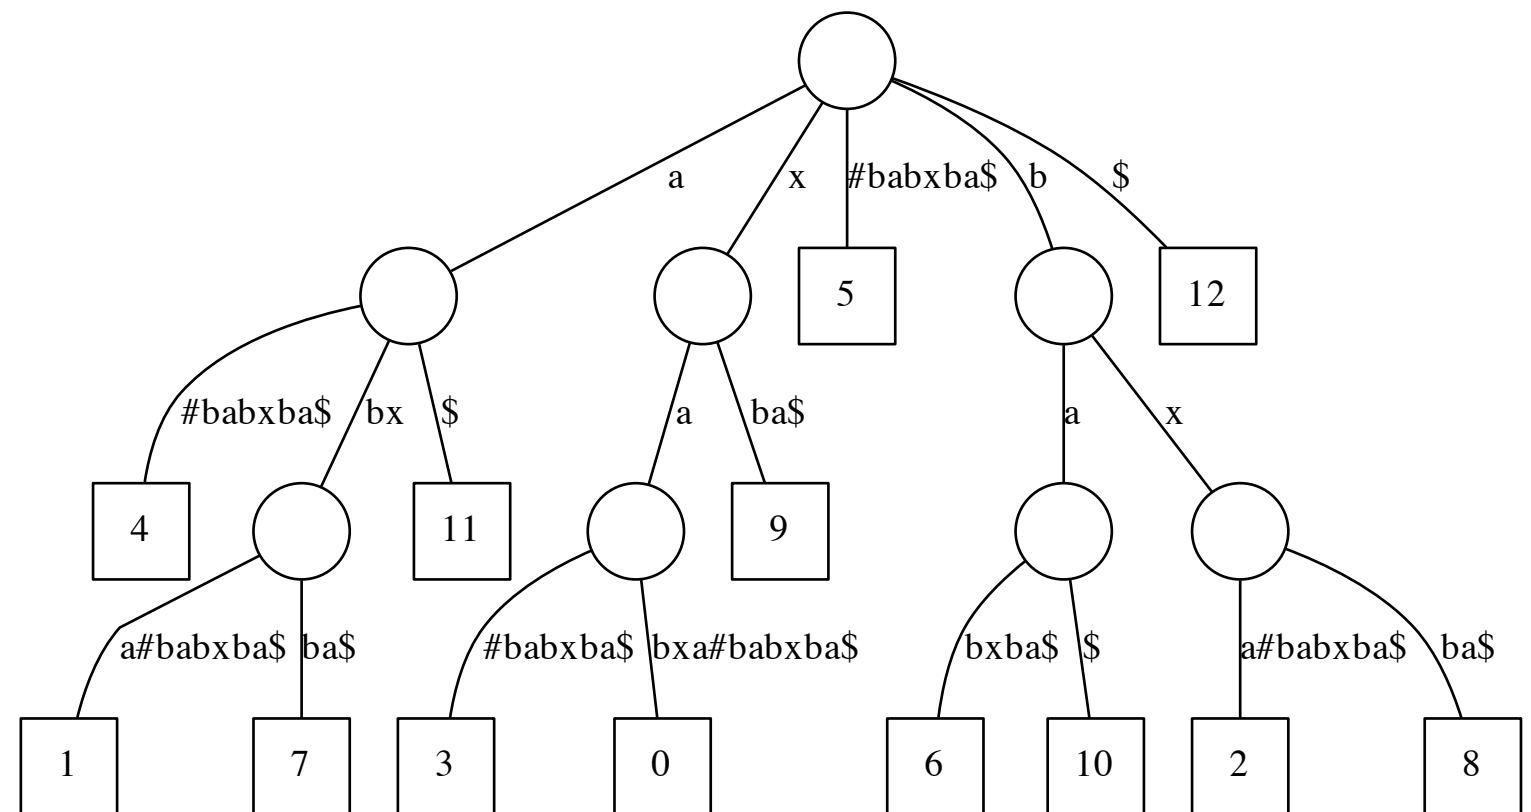 a x #babxba$ b $
5 12
#babxba$ bx $ a ba$ a x
4 11 9
a#babxba$ ba$ #babxba$ bxa#babxba$ bxba$ $ a#babxba$ ba$
1 7 3 0 6 10 2 8